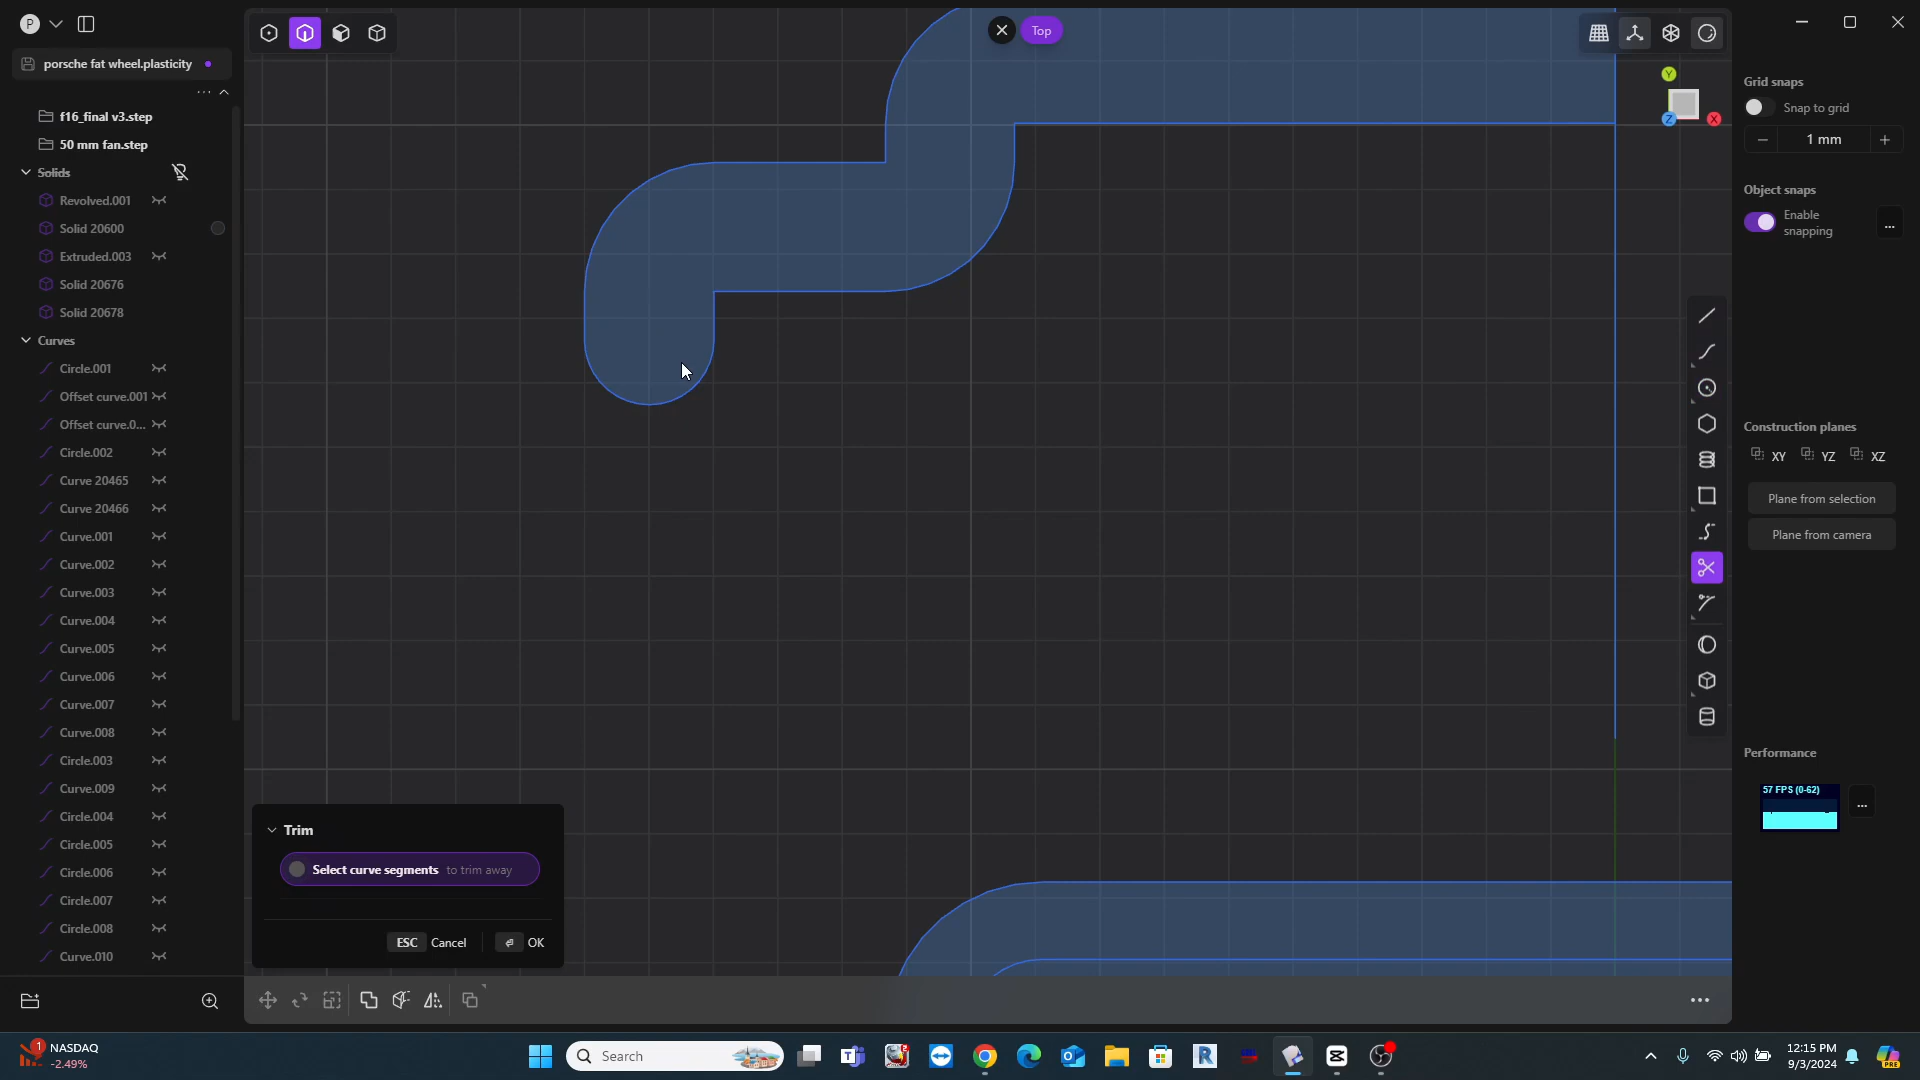 P
porsche fat wheel.plasticity
Top
f16_final v3.step
50 mm fan.step
Solids
Revolved.001
Solid 20600
Extruded.003
Solid 20676
Solid 20678
Curves
Circle.001
Offset curve.001
Offset curve.0...
Circle.002
Curve 20465
Curve 20466
Curve.001
Curve.002
Curve.003
Curve.004
Curve.005
Curve.006
Curve.007
Curve.008
Circle.003
Curve.009
Circle.004
Circle.005
Circle.006
Circle.007
Circle.008
Curve.010
Y
Z
X
Grid snaps
Snap to grid
1 mm
Object snaps
Enable
snapping
...
Construction planes
XY
YZ
XZ
Plane from selection
Plane from camera
Performance
57 FPS (0-62)
...
Trim
Select curve segments to trim away
ESC Cancel
OK
1
NASDAQ
-2.49%
Search
T
R
PRE
12:15 PM
9/3/2024